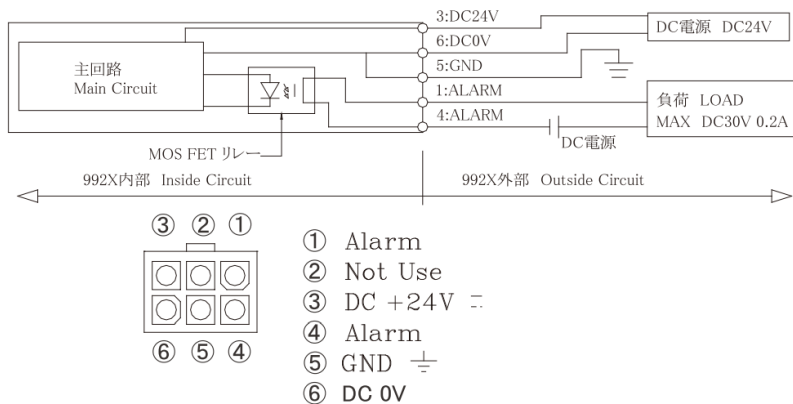 3:DC24V
6:DC0V
5:GND
1:ALARM
4:ALARM
DC電源 DC24V
主回路
Main Circuit
負荷 LOAD
MAX DC30V 0.2A
DC電源
MOS FET リレー
992X内部 Inside Circuit
992X外部 Outside Circuit
③ ② ①
⑥ ⑤ ④
① Alarm
② Not Use
③ DC +24V
④ Alarm
⑤ GND
⑥ DC 0V